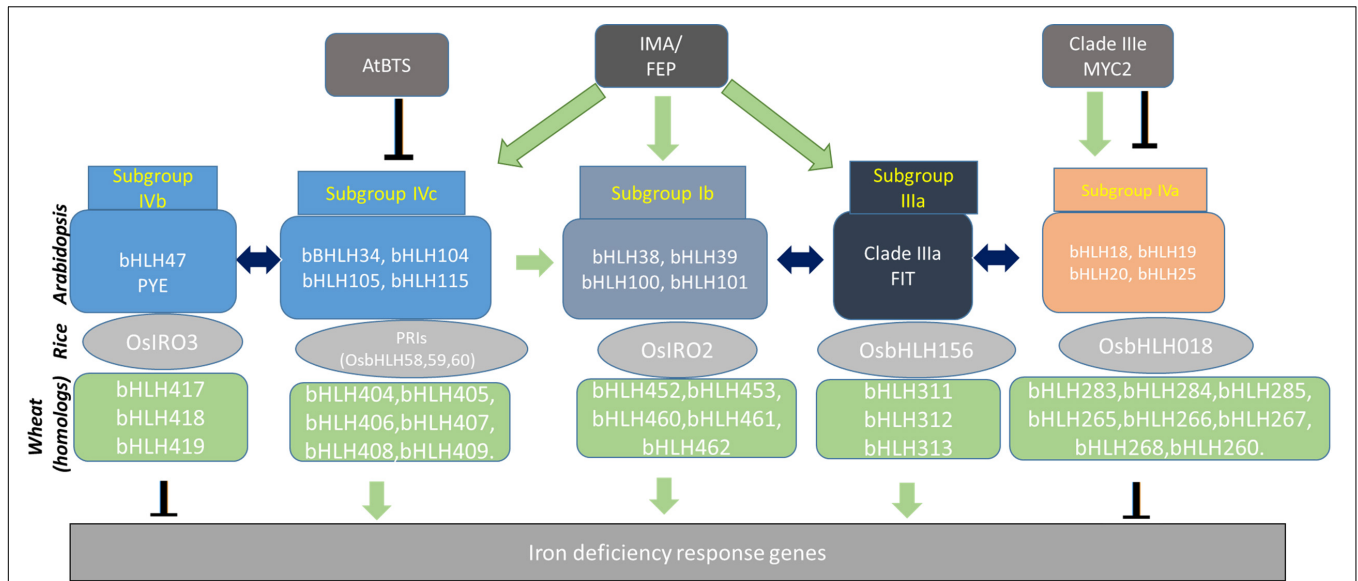 AtBTS
IMA/
FEP
Clade IIIe
MYC2
Arabidopsis
Subgroup
IVb
bHLH47
PYE
Subgroup IVc
bBHLH34, bHLH104
bHLH105, bHLH115
Subgroup Ib
bHLH38, bHLH39
bHLH100, bHLH101
Subgroup
IIIa
Clade IIIa
FIT
Subgroup IVa
bHLH18, bHLH19
bHLH20, bHLH25
Rice
OsIRO3
PRIs
(OsbHLH58,59,60)
OsIRO2
OsbHLH156
OsbHLH018
Wheat
(homologs)
bHLH417
bHLH418
bHLH419
bHLH404,bHLH405,
bHLH406,bHLH407,
bHLH408,bHLH409.
bHLH452,bHLH453,
bHLH460,bHLH461,
bHLH462
bHLH311
bHLH312
bHLH313
bHLH283,bHLH284,bHLH285,
bHLH265,bHLH266,bHLH267,
bHLH268,bHLH260.
Iron deficiency response genes